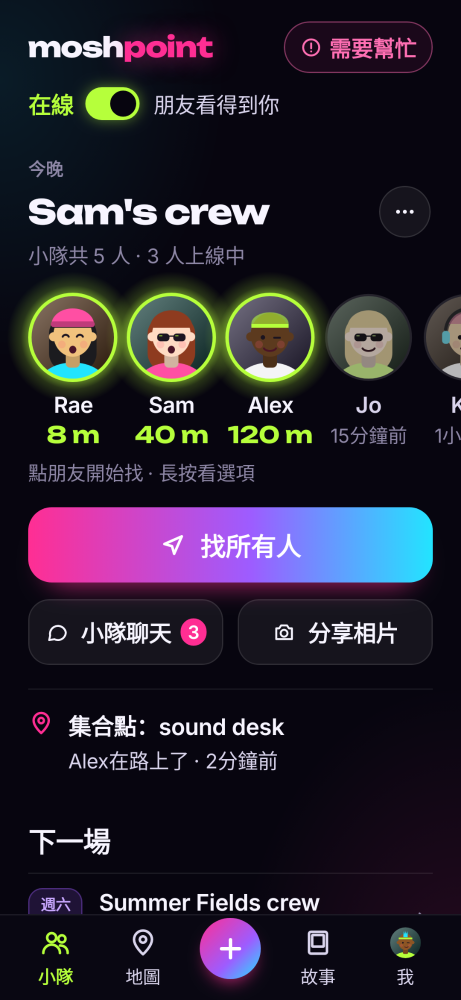 moshpoint
需要幫忙
在線
朋友看得到你
今晚
Sam's crew
小隊共 5 人 · 3 人上線中
Rae
Sam
Alex
Jo
8 m
40 m
120 m
15分鐘前
點朋友開始找 · 長按看選項
找所有人
小隊聊天 3
分享相片
集合點：sound desk
Alex在路上了 · 2分鐘前
下一場
週六
Summer Fields crew
小隊
地圖
故事
我